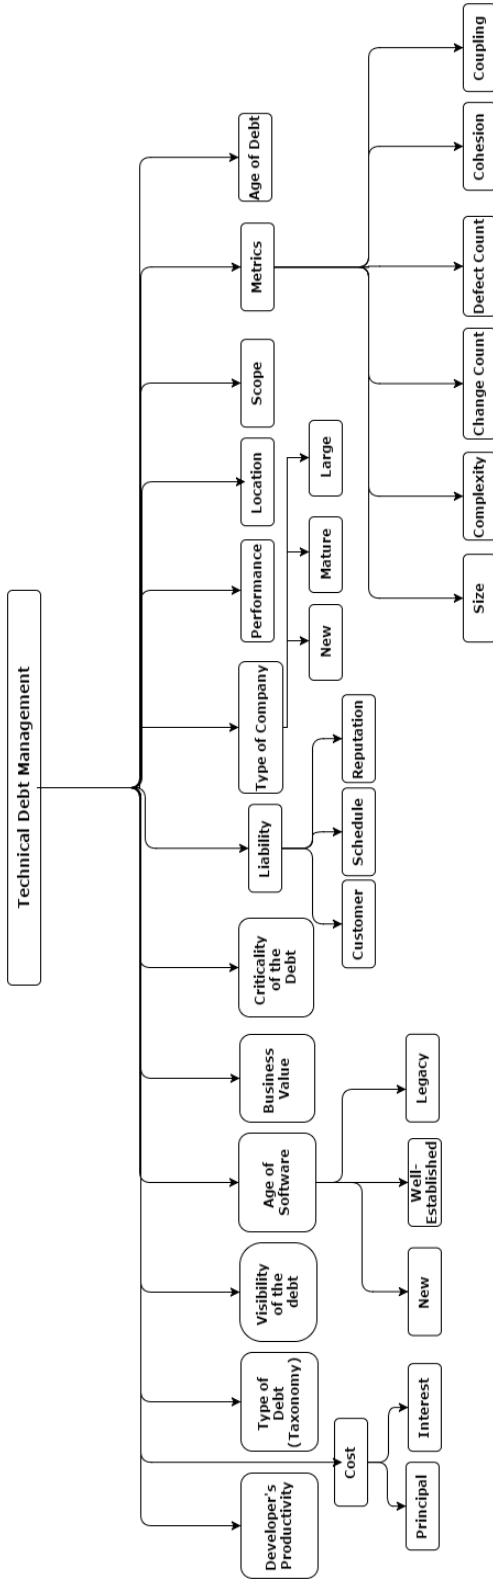 Technical Debt Management
Developer's
Productivity
Type of
Debt
(Taxonomy)
Visibility
of the
debt
Age of
Software
Business
Value
Criticality
of the
Debt
Liability
Type of Company
Performance
Location
Scope
Metrics
Age of Debt
Cost
Principal
Interest
New
Well-
Established
Legacy
Customer
Schedule
Reputation
New
Mature
Large
Size
Complexity
Change Count
Defect Count
Cohesion
Coupling